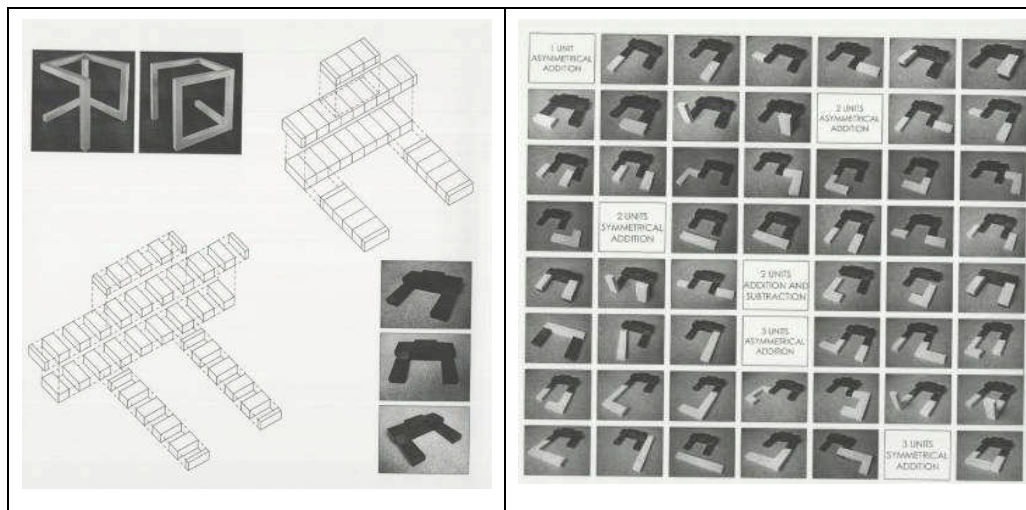 1 UNIT
ASYMMETRICAL
ADDITION
2 UNITS
ASYMMETRICAL
ADDITION
2 UNITS
SYMMETRICAL
ADDITION
2 UNITS
ADDITION AND
SUBTRACTION
3 UNITS
ASYMMETRICAL
ADDITION
3 UNITS
SYMMETRICAL
ADDITION